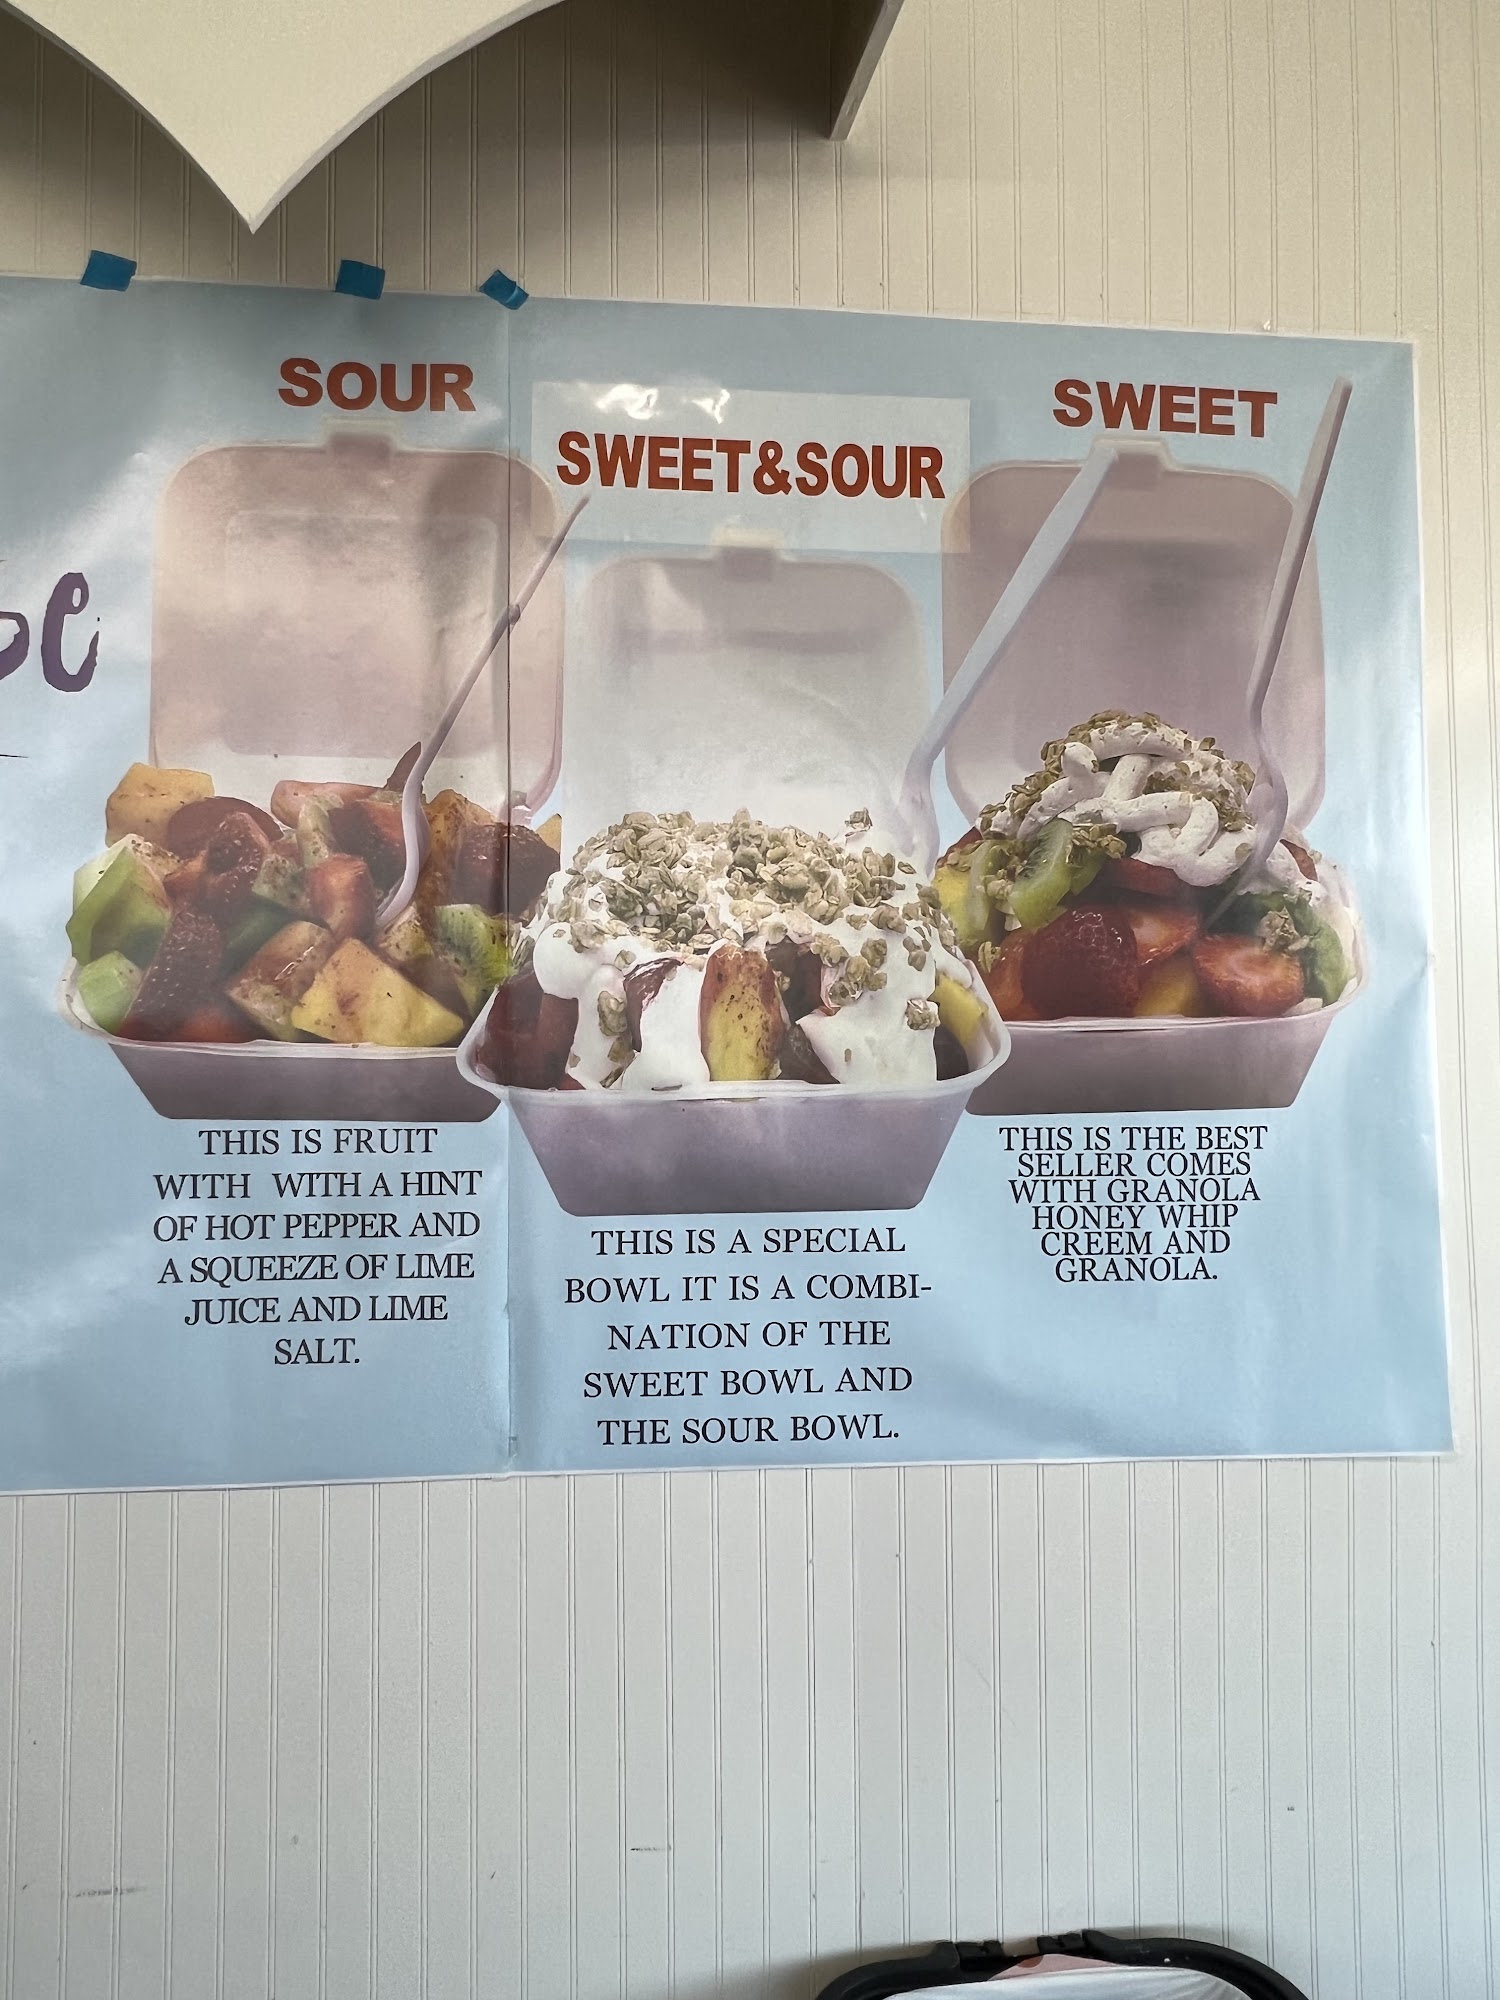 SOUR
THIS IS FRUIT
WITH WITH A HINT
OF HOT PEPPER AND
A SQUEEZE OF LIME
JUICE AND LIME
SALT.
SWEET&SOUR
THIS IS A SPECIAL
BOWL IT IS A COMBI-
NATION OF THE
SWEET BOWL AND
THE SOUR BOWL.
SWEET
THIS IS THE BEST
SELLER COMES
WITH GRANOLA
HONEY WHIP
CREEM AND
GRANOLA.